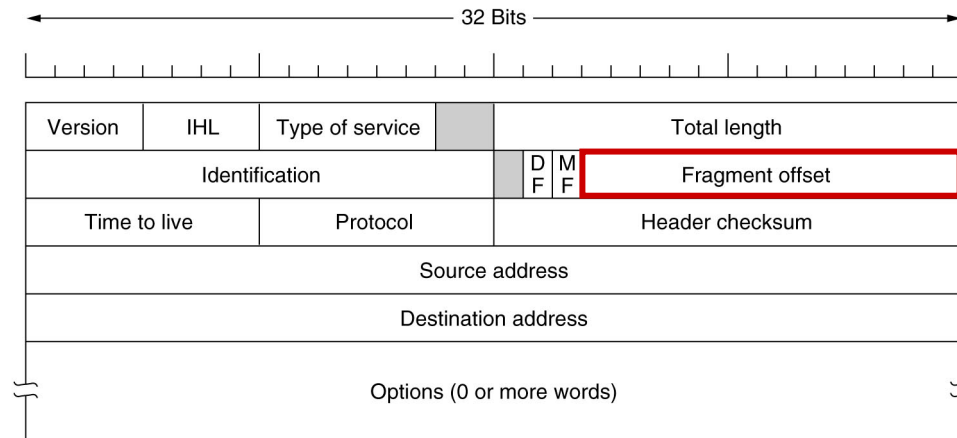 32 Bits
Version IHL Type of service Total length
Identification D F M F Fragment offset
Time to live Protocol Header checksum
Source address
Destination address
Options (0 or more words)